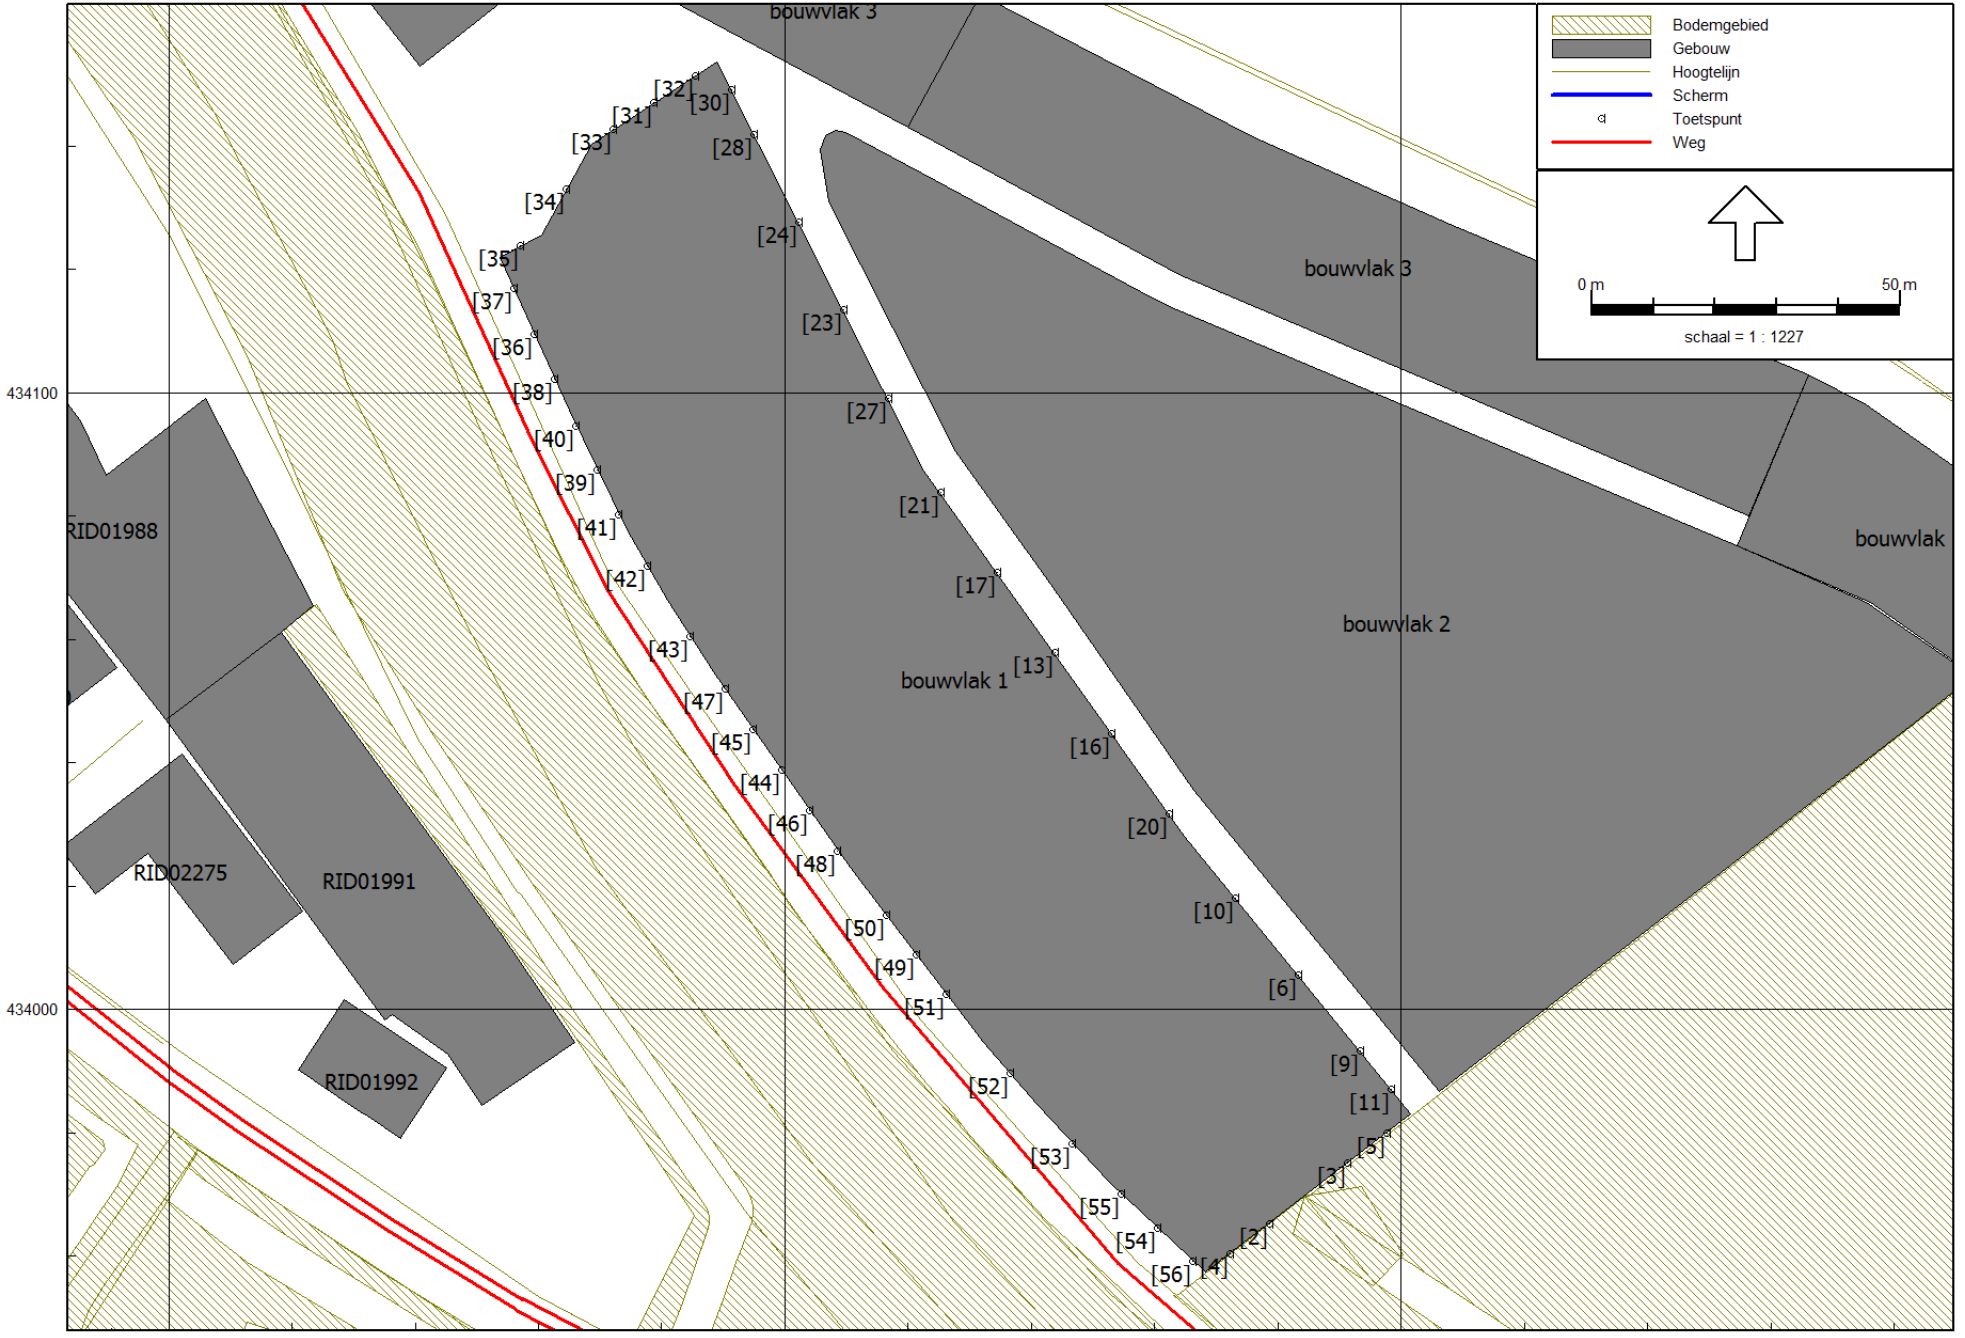 bouwvlak 3
Bodemgebied
Gebouw
Hoogtelijn
Scherm
Toetspunt
Weg
[32]
[30]
[31]
[33]
[28]
[34]
[24]
[35]
bouwvlak 3
0 m
50 m
schaal = 1 : 1227
[37]
[23]
[36]
434100
[38]
[27]
[40]
[39]
[21]
[41]
RID01988
bouwvlak
[42]
[17]
bouwvlak 2
[43]
[13]
bouwvlak 1
[47]
[45]
[16]
[44]
[46]
[20]
[48]
RID02275
RID01991
[10]
[50]
[49]
[6]
434000
[51]
[9]
RID01992
[52]
[11]
[5]
[53]
[3]
[55]
[54]
[2]
[56]
[4]